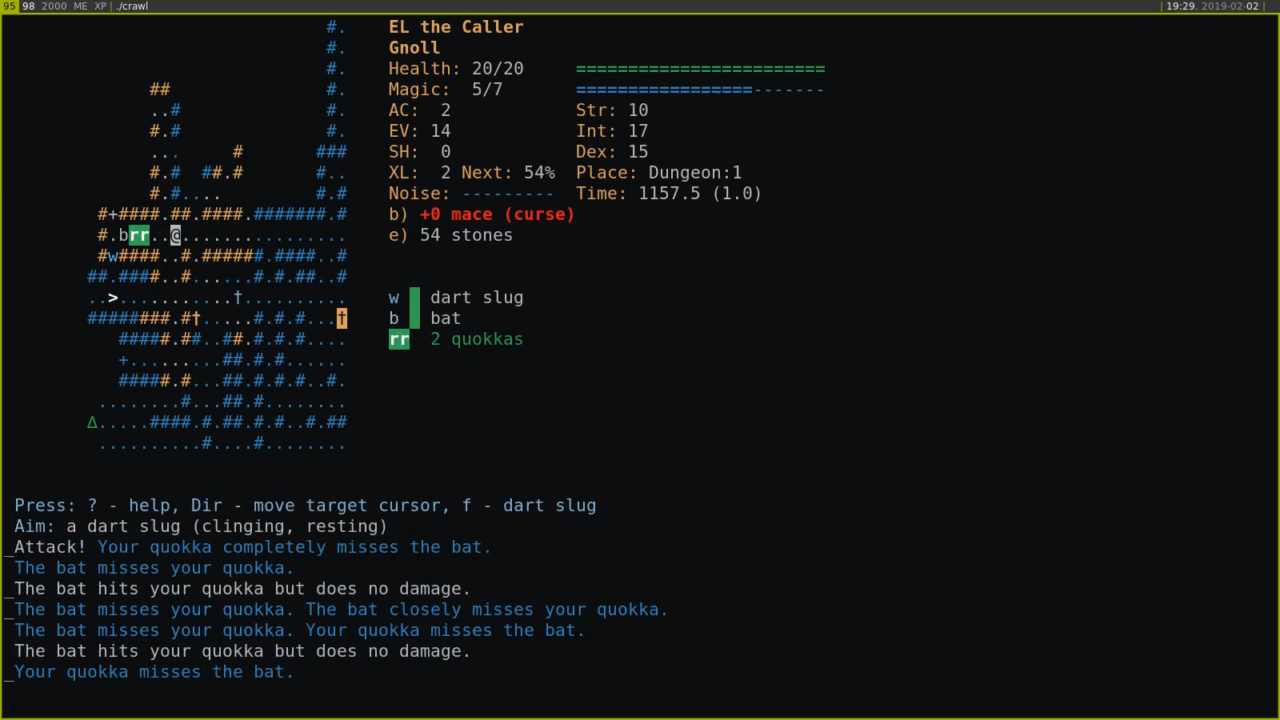 95 98 2000 ME XP ./crawl | 19:29, 2019-02-02 |
#. EL the Caller
#. Gnoll
#. Health: 20/20 ========================
## #. Magic: 5/7 =================-------
..# #. AC: 2 Str: 10
#.# #. EV: 14 Int: 17
... # ### SH: 0 Dex: 15
#.# ##.# #.. XL: 2 Next: 54% Place: Dungeon:1
#.#.... #.# Noise: --------- Time: 1157.5 (1.0)
#+####.##.####.#######.# b) +0 mace (curse)
#.brr..@................ e) 54 stones
#w####..#.######.####..#
##.####..#......#.#.#..#
..>...........†.......... w dart slug
########.#†.....#.#.#...† b bat
####.##..##.#.#.#.... rr 2 quokkas
+.........##.#.#.....
#####.#...##.#.#.#..#.
........#...##.#........
Δ.....####.#.##.#.#..#.##
..........#....#........
Press: ? - help, Dir - move target cursor, f - dart slug
Aim: a dart slug (clinging, resting)
_Attack! Your quokka completely misses the bat.
The bat misses your quokka.
_The bat hits your quokka but does no damage.
_The bat misses your quokka. The bat closely misses your quokka.
The bat misses your quokka. Your quokka misses the bat.
The bat hits your quokka but does no damage.
_Your quokka misses the bat.